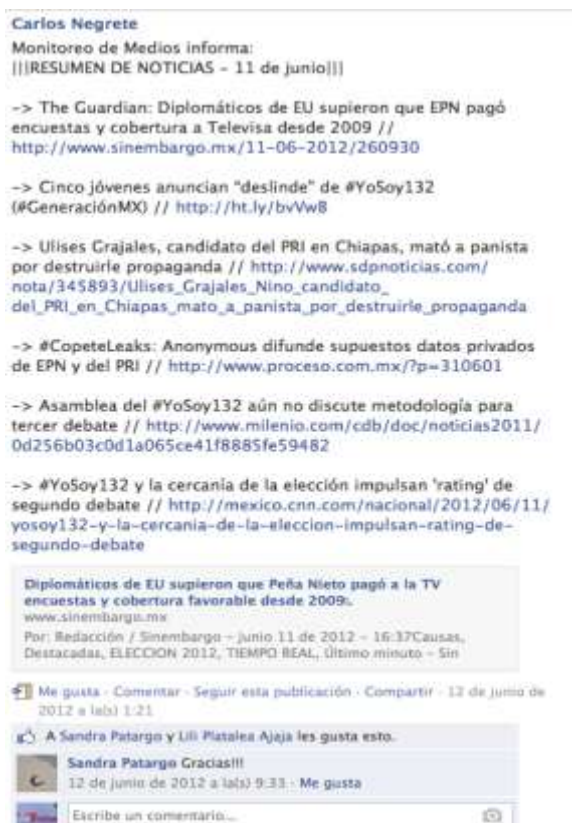 Carlos Negrete
Monitoreo de Medios informa:
|||RESUMEN DE NOTICIAS - 11 de junio|||
-> The Guardian: Diplomáticos de EU supieron que EPN pagó
encuestas y cobertura a Televisa desde 2009 //
http://www.sinembargo.mx/11-06-2012/260930
-> Cinco jóvenes anuncian "deslinde" de #YoSoy132
(#GeneraciónMX) // http://ht.ly/bvVw8
-> Ulises Grajales, candidato del PRI en Chiapas, mató a panista
por destruirle propaganda // http://www.sdpnoticias.com/
nota/345893/Ulises_Grajales_Nino_candidato_
del_PRI_en_Chiapas_mato_a_panista_por_destruirle_propaganda
-> #CopeteLeaks: Anonymous difunde supuestos datos privados
de EPN y del PRI // http://www.proceso.com.mx/?p=310601
-> Asamblea del #YoSoy132 aún no discute metodología para
tercer debate // http://www.milenio.com/cdb/doc/noticias2011/
0d256b03c0d1a065ce41f8885fe59482
-> #YoSoy132 y la cercanía de la elección impulsan 'rating' de
segundo debate // http://mexico.cnn.com/nacional/2012/06/11/
yosoy132-y-la-cercania-de-la-eleccion-impulsan-rating-de-
segundo-debate
Diplomáticos de EU supieron que Peña Nieto pagó a la TV
encuestas y cobertura favorable desde 2009:.
www.sinembargo.mx
Por: Redacción / Sinembargo - junio 11 de 2012 - 16:37Causas,
Destacadas, ELECCION 2012, TIEMPO REAL, Último minuto - Sin
Me gusta · Comentar · Seguir esta publicación · Compartir · 12 de junio de
2012 a la(s) 1:21
A Sandra Patargo y Lili Platalea Ajaja les gusta esto.
Sandra Patargo Gracias!!!
12 de junio de 2012 a la(s) 9:33 · Me gusta
Escribe un comentario...